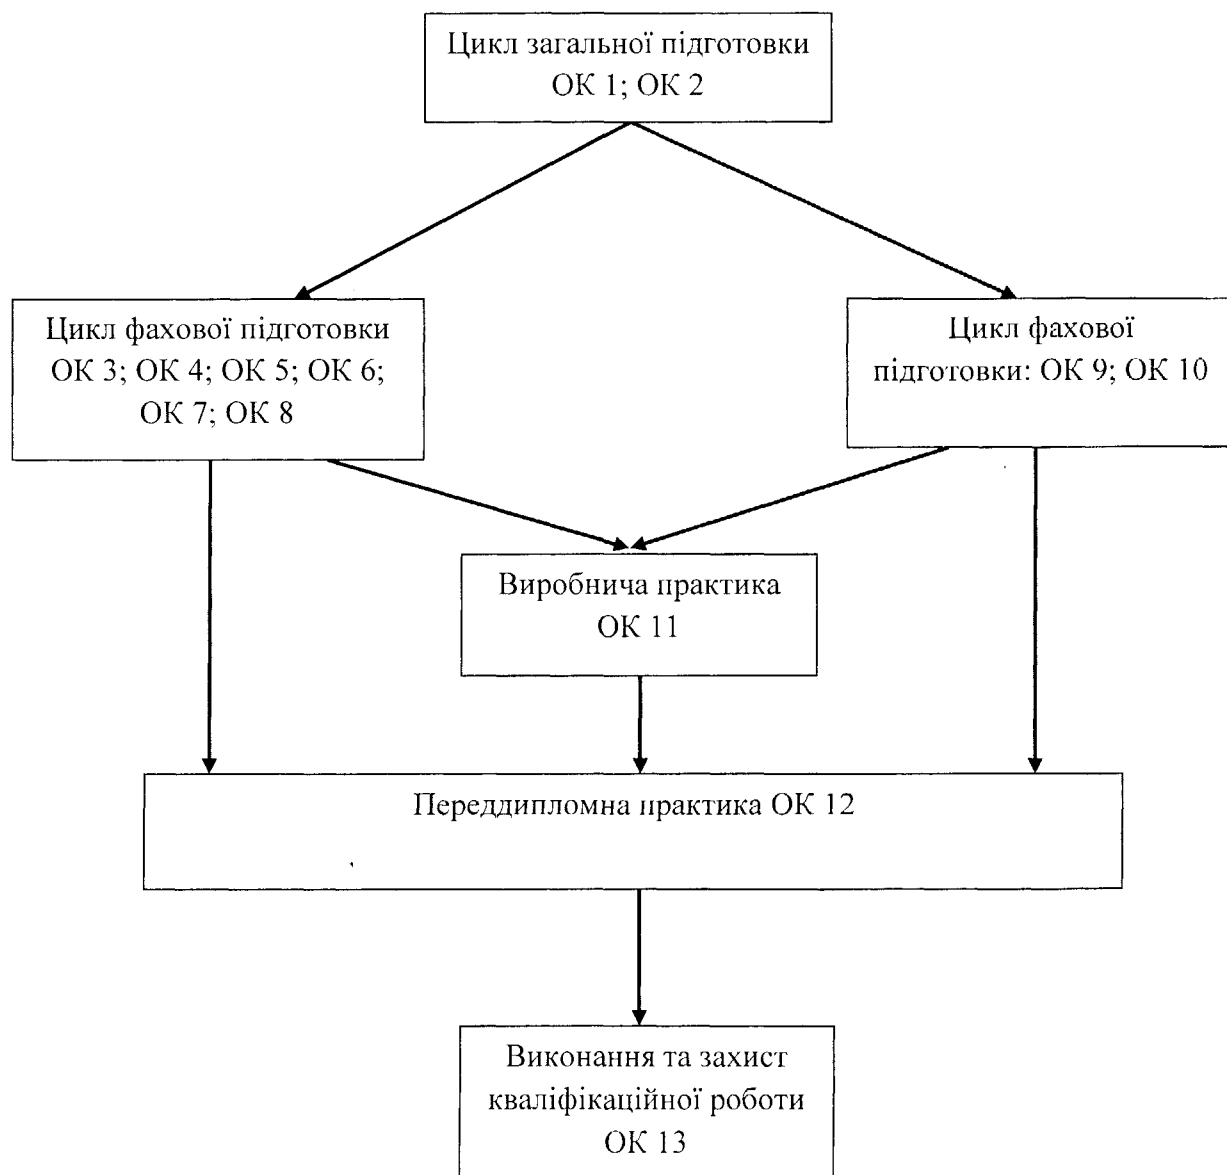 Цикл загальної підготовки
ОК 1; ОК 2
Цикл фахової підготовки
ОК 3; ОК 4; ОК 5; ОК 6;
ОК 7; ОК 8
Цикл фахової
підготовки: ОК 9; ОК 10
Виробнича практика
ОК 11
Переддипломна практика ОК 12
Виконання та захист
кваліфікаційної роботи
ОК 13